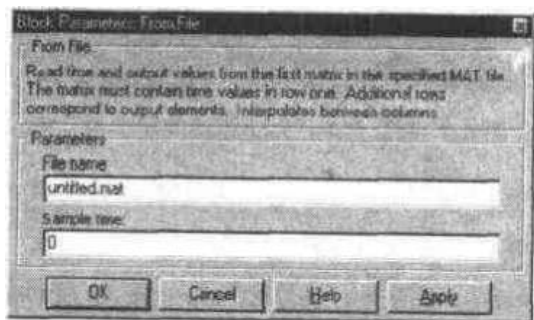 Block Parameters: From File
From File
Read time and output values from the first matrix in the specified MAT file.
The matrix must contain time values in row one. Additional rows
correspond to output elements. Interpolates between columns.
Parameters
File name
untitled.mat
Sample time:
0
OK
Cancel
Help
Apply